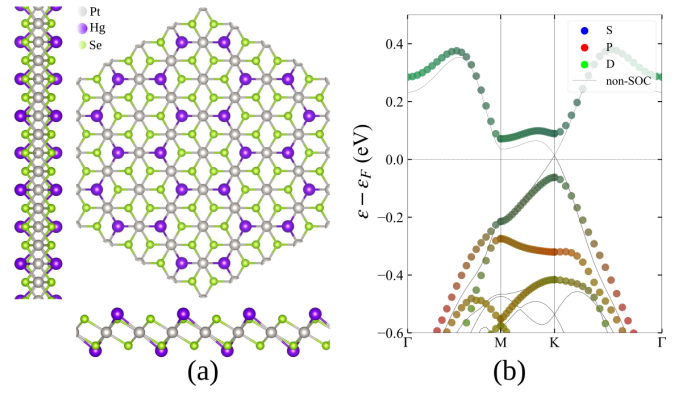 Pt
Hg
Se
(a)
ε − ε_F (eV)
0.4
0.2
0.0
−0.2
−0.4
−0.6
S
P
D
non-SOC
Γ
M
K
Γ
(b)